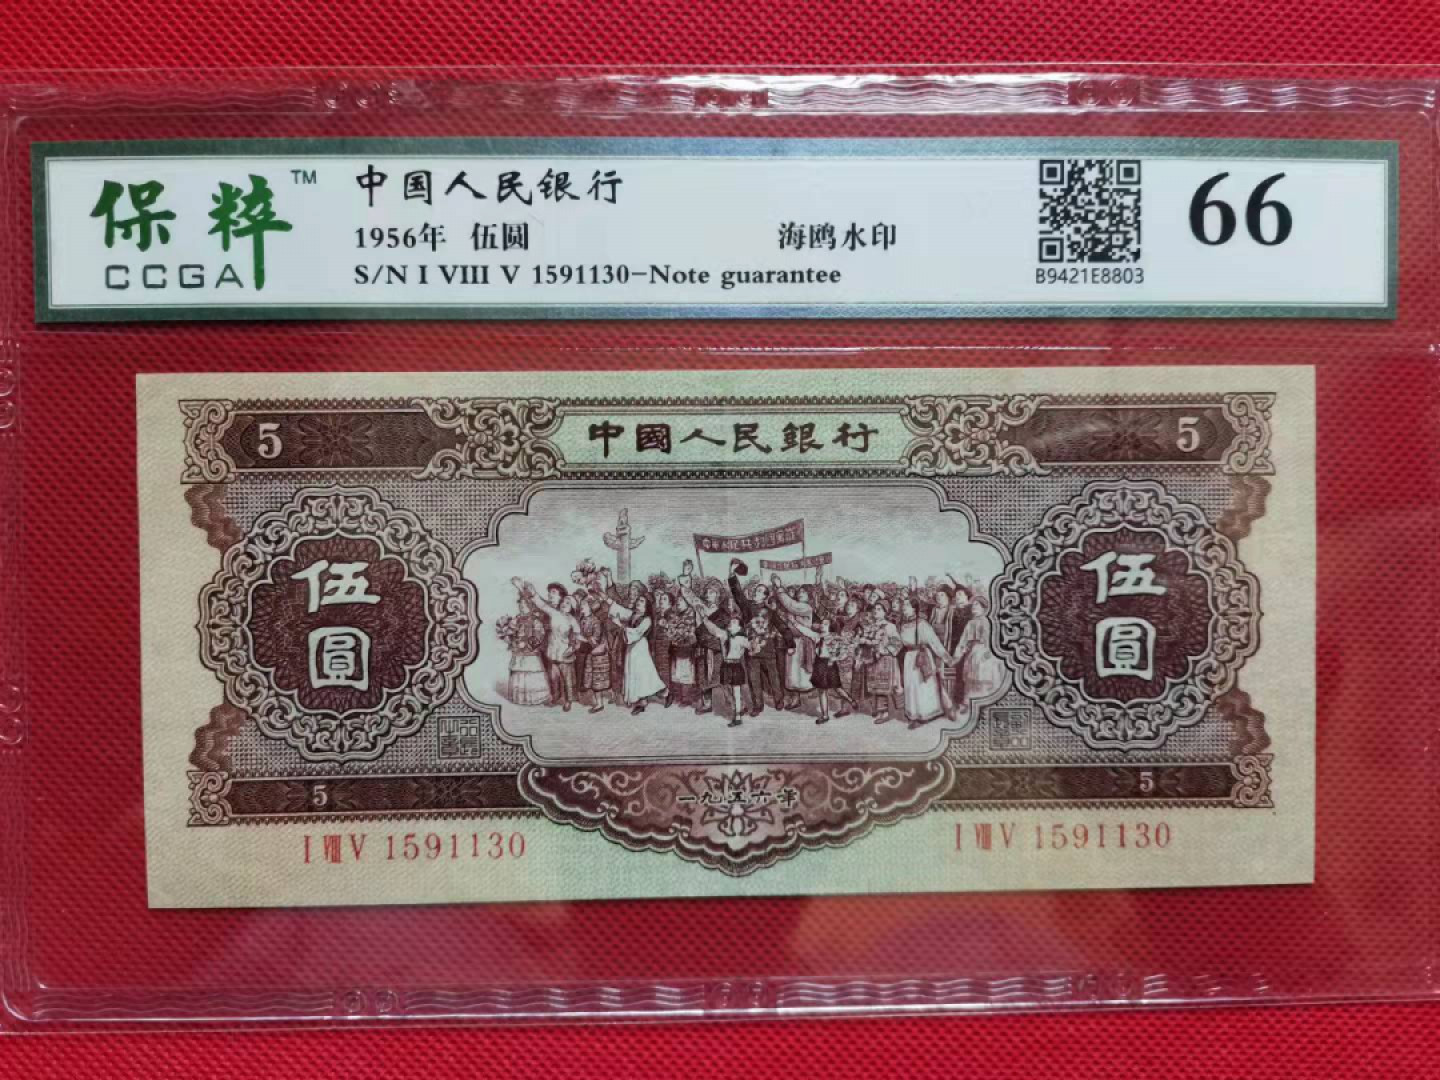 保粹™
CCGA
中国人民银行
1956年 伍圆 海鸥水印
S/N I VIII V 1591130-Note guarantee
B9421E8803
66
5 中國人民銀行 5
伍圓 伍圓
5 一九五六年 5
I VIII V 1591130 I VIII V 1591130